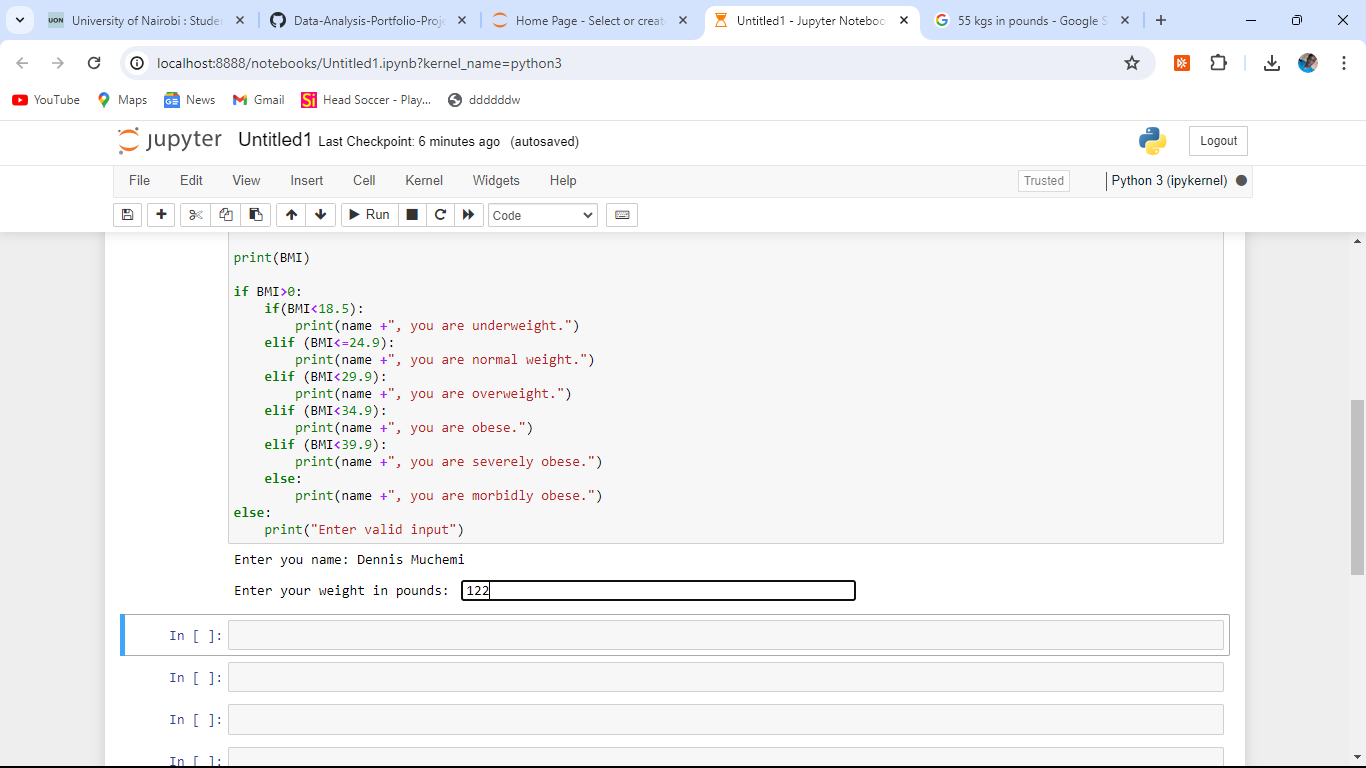 UON University of Nairobi : Stude
Data-Analysis-Portfolio-Proje
Home Page - Select or create
Untitled1 - Jupyter Notebook
55 kgs in pounds - Google S
localhost:8888/notebooks/Untitled1.ipynb?kernel_name=python3
YouTube Maps News Gmail Si Head Soccer - Play... ddddddw
jupyter Untitled1 Last Checkpoint: 6 minutes ago (autosaved) Logout
File Edit View Insert Cell Kernel Widgets Help Trusted Python 3 (ipykernel)
Run Code
print(BMI)
if BMI>0:
    if(BMI<18.5):
        print(name +", you are underweight.")
    elif (BMI<=24.9):
        print(name +", you are normal weight.")
    elif (BMI<29.9):
        print(name +", you are overweight.")
    elif (BMI<34.9):
        print(name +", you are obese.")
    elif (BMI<39.9):
        print(name +", you are severely obese.")
    else:
        print(name +", you are morbidly obese.")
else:
    print("Enter valid input")
Enter you name: Dennis Muchemi
Enter your weight in pounds: 122
In [ ]:
In [ ]:
In [ ]:
In [ ]: